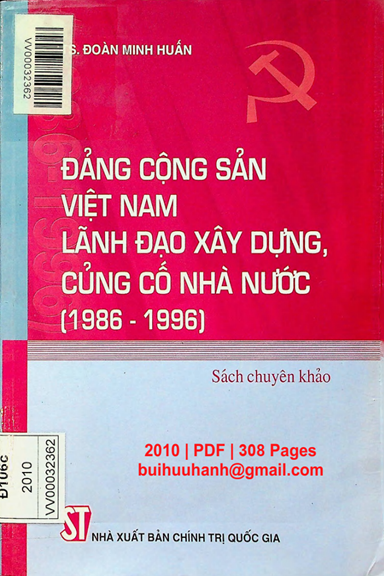 S. ĐOÀN MINH HUẤN
VV00032362
ĐẢNG CỘNG SẢN
VIỆT NAM
LÃNH ĐẠO XÂY DỰNG,
CỦNG CỐ NHÀ NƯỚC
(1986 - 1996)
Sách chuyên khảo
2010 | PDF | 308 Pages
buihuuhanh@gmail.com
Đ106c
2010
VV00032362
ST
NHÀ XUẤT BẢN CHÍNH TRỊ QUỐC GIA